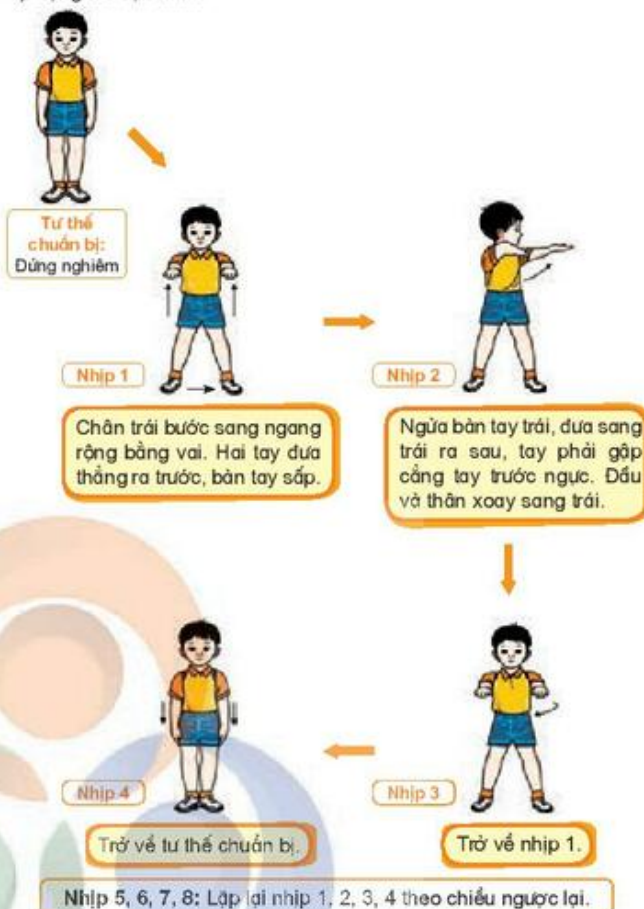 Tư thế
chuẩn bị:
Đứng nghiêm
Nhịp 1
Chân trái bước sang ngang
rộng bằng vai. Hai tay đưa
thẳng ra trước, bàn tay sấp.
Nhịp 2
Ngửa bàn tay trái, đưa sang
trái ra sau, tay phải gập
cẳng tay trước ngực. Đầu
và thân xoay sang trái.
Nhịp 3
Trở về nhịp 1.
Nhịp 4
Trở về tư thế chuẩn bị.
Nhịp 5, 6, 7, 8: Lặp lại nhịp 1, 2, 3, 4 theo chiều ngược lại.